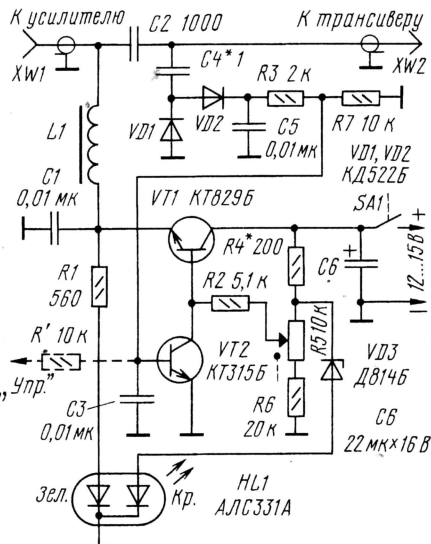 К усилителю
К трансиверу
C2 1000
XW1
XW2
C4* 1
R3 2 к
R7 10 к
L1
VD1
VD2
C5
0,01 мк
VD1, VD2
КД522Б
C1
0,01 мк
VT1 КТ829Б
SA1
R4* 200
C6
+
+
12...15 В
–
R1
560
R2 5,1 к
R5 10 к
R' 10 к
VT2
КТ315Б
VD3
Д814Б
„Упр."
C3
0,01 мк
R6
20 к
C6
22 мк×16 В
Зел.
Кр.
HL1
АЛС331А